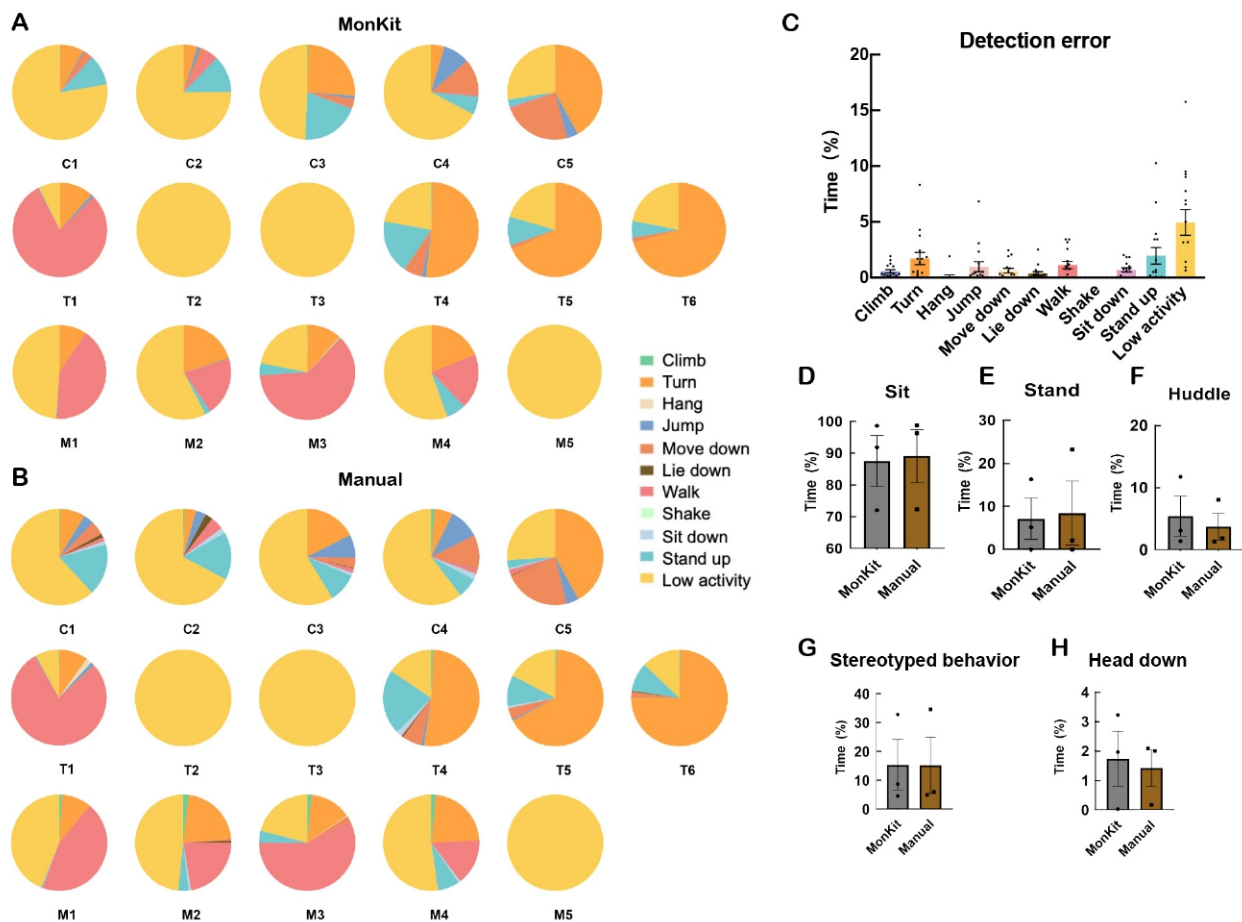 A
MonKit
C1
C2
C3
C4
C5
T1
T2
T3
T4
T5
T6
M1
M2
M3
M4
M5
Climb
Turn
Hang
Jump
Move down
Lie down
Walk
Shake
Sit down
Stand up
Low activity
B
Manual
C1
C2
C3
C4
C5
T1
T2
T3
T4
T5
T6
M1
M2
M3
M4
M5
C
Detection error
Time (%)
20
15
10
5
0
Climb
Turn
Hang
Jump
Move down
Lie down
Walk
Shake
Sit down
Stand up
Low activity
D
Sit
Time (%)
100
90
80
70
60
MonKit
Manual
E
Stand
Time (%)
30
20
10
0
MonKit
Manual
F
Huddle
Time (%)
20
10
0
MonKit
Manual
G
Stereotyped behavior
Time (%)
40
30
20
10
0
MonKit
Manual
H
Head down
Time (%)
4
3
2
1
0
MonKit
Manual